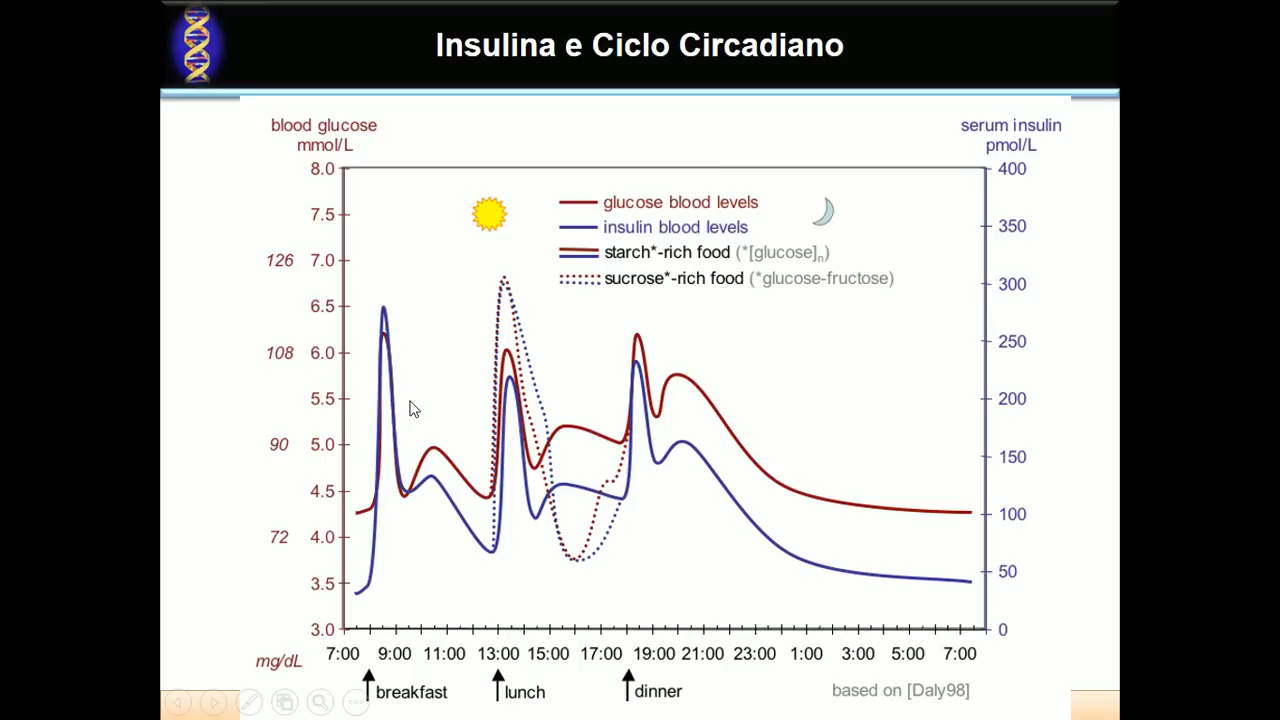 Insulina e Ciclo Circadiano
blood glucose
mmol/L
serum insulin
pmol/L
8.0
7.5
126 7.0
6.5
108 6.0
5.5
90 5.0
4.5
72 4.0
3.5
3.0
mg/dL
400
350
300
250
200
150
100
50
0
glucose blood levels
insulin blood levels
starch*-rich food (*[glucose]n)
sucrose*-rich food (*glucose-fructose)
7:00 9:00 11:00 13:00 15:00 17:00 19:00 21:00 23:00 1:00 3:00 5:00 7:00
breakfast lunch dinner
based on [Daly98]